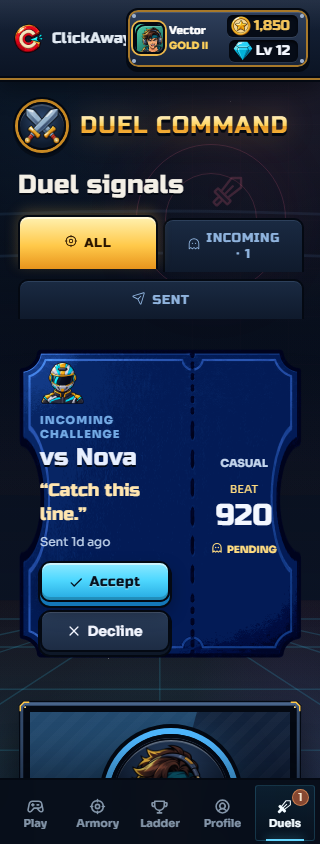 ClickAway
Vector
GOLD II
1,850
Lv 12
DUEL COMMAND
Duel signals
ALL
INCOMING
· 1
SENT
INCOMING
CHALLENGE
vs Nova
“Catch this
line.”
Sent 1d ago
Accept
Decline
CASUAL
BEAT
920
PENDING
Play
Armory
Ladder
Profile
1
Duels